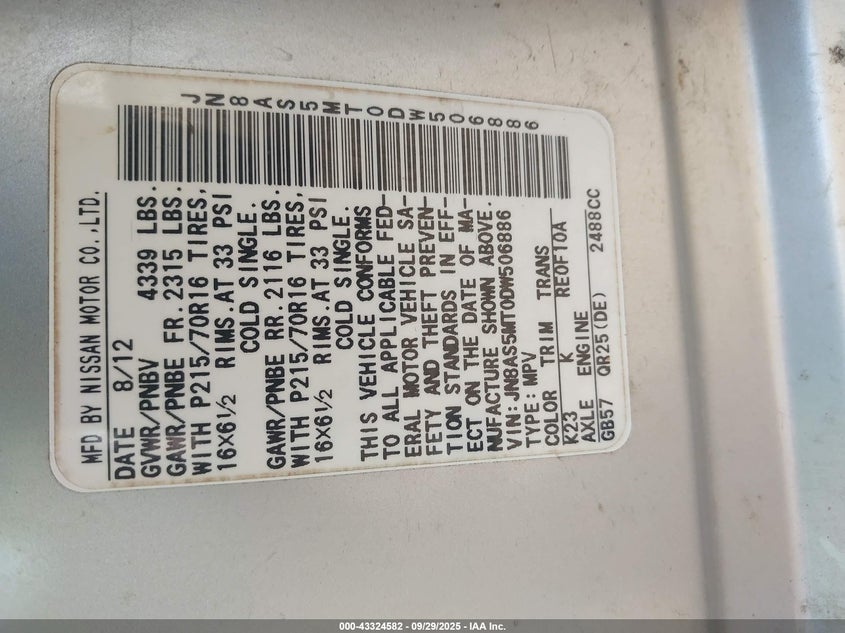 JN8AS5MT0DW506886
MFD BY NISSAN MOTOR CO.,LTD.
DATE 8/12
GVWR/PNBV 4339 LBS.
GAWR/PNBE FR.2315 LBS.
WITH P215/70R16 TIRES,
16X6½ RIMS.AT 33 PSI
COLD SINGLE.
GAWR/PNBE RR.2116 LBS.
WITH P215/70R16 TIRES,
16X6½ RIMS.AT 33 PSI
COLD SINGLE.
THIS VEHICLE CONFORMS
TO ALL APPLICABLE FED-
ERAL MOTOR VEHICLE SA-
FETY AND THEFT PREVEN-
TION STANDARDS IN EFF-
ECT ON THE DATE OF MA-
NUFACTURE SHOWN ABOVE.
VIN:JN8AS5MT0DW506886
TYPE:MPV
COLOR TRIM TRANS
K23 K RE0F10A
AXLE ENGINE
GB57 QR25(DE) 2488CC
000-43324582 - 09/29/2025 - IAA Inc.